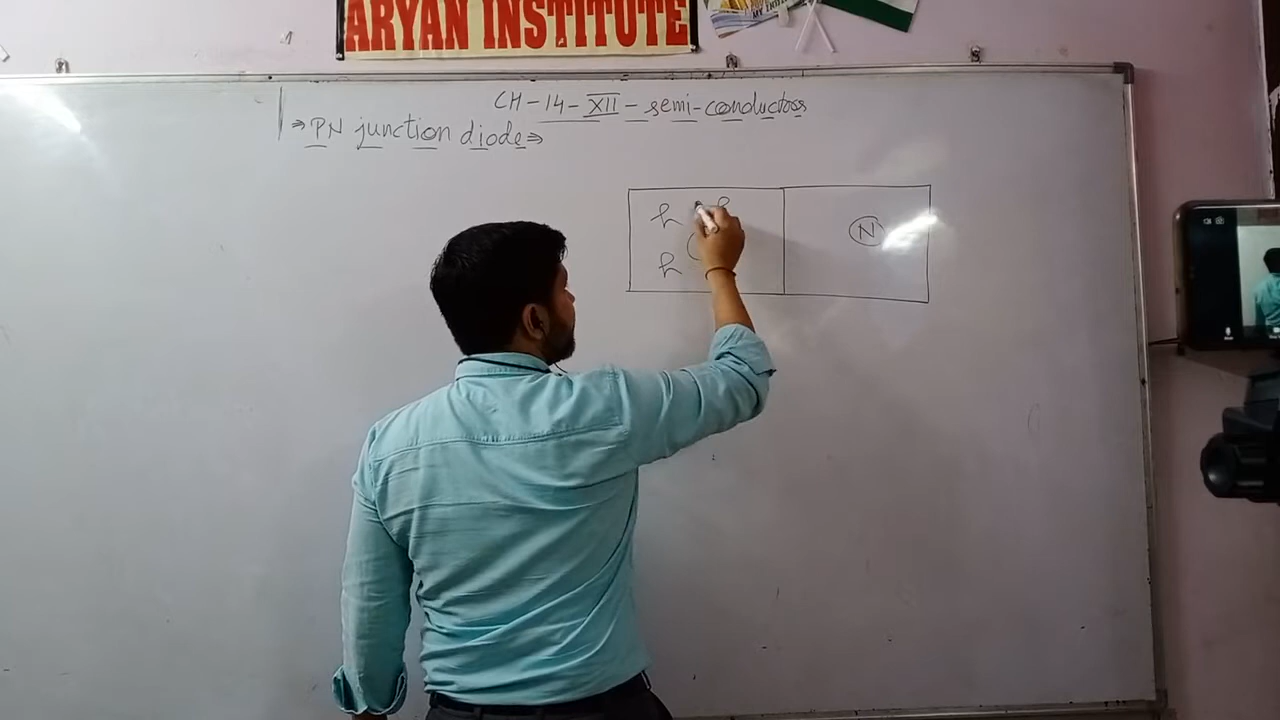 ARYAN INSTITUTE
CH-14-XII-semi-conductors
⇒PN junction diode⇒
h h
N
h